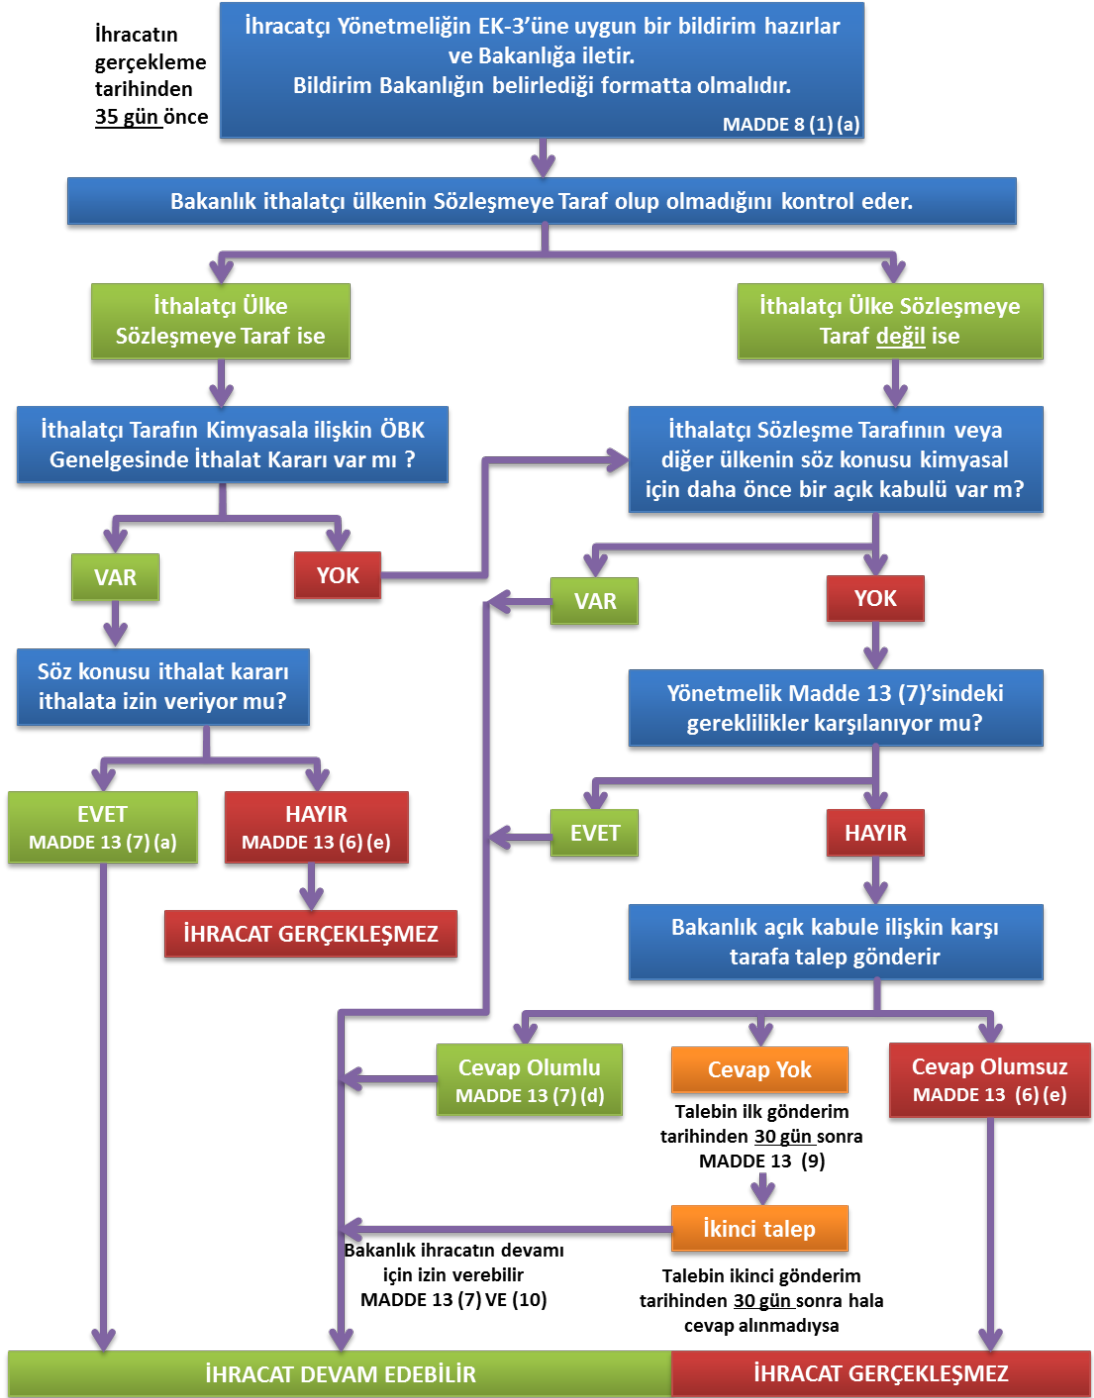 İhracatın
gerçekleme
tarihinden
35 gün önce
İhracatçı Yönetmeliğin EK-3’üne uygun bir bildirim hazırlar
ve Bakanlığa iletir.
Bildirim Bakanlığın belirlediği formatta olmalıdır.
MADDE 8 (1) (a)
Bakanlık ithalatçı ülkenin Sözleşmeye Taraf olup olmadığını kontrol eder.
İthalatçı Ülke
Sözleşmeye Taraf ise
İthalatçı Ülke Sözleşmeye
Taraf değil ise
İthalatçı Tarafın Kimyasala ilişkin ÖBK
Genelgesinde İthalat Kararı var mı ?
İthalatçı Sözleşme Tarafının veya
diğer ülkenin söz konusu kimyasal
için daha önce bir açık kabulü var m?
VAR
YOK
VAR
YOK
Söz konusu ithalat kararı
ithalata izin veriyor mu?
Yönetmelik Madde 13 (7)’sindeki
gereklilikler karşılanıyor mu?
EVET
MADDE 13 (7) (a)
HAYIR
MADDE 13 (6) (e)
EVET
HAYIR
İHRACAT GERÇEKLEŞMEZ
Bakanlık açık kabule ilişkin karşı
tarafa talep gönderir
Cevap Olumlu
MADDE 13 (7) (d)
Cevap Yok
Cevap Olumsuz
MADDE 13 (6) (e)
Talebin ilk gönderim
tarihinden 30 gün sonra
MADDE 13 (9)
İkinci talep
Bakanlık ihracatın devamı
için izin verebilir
MADDE 13 (7) VE (10)
Talebin ikinci gönderim
tarihinden 30 gün sonra hala
cevap alınmadıysa
İHRACAT DEVAM EDEBİLİR
İHRACAT GERÇEKLEŞMEZ